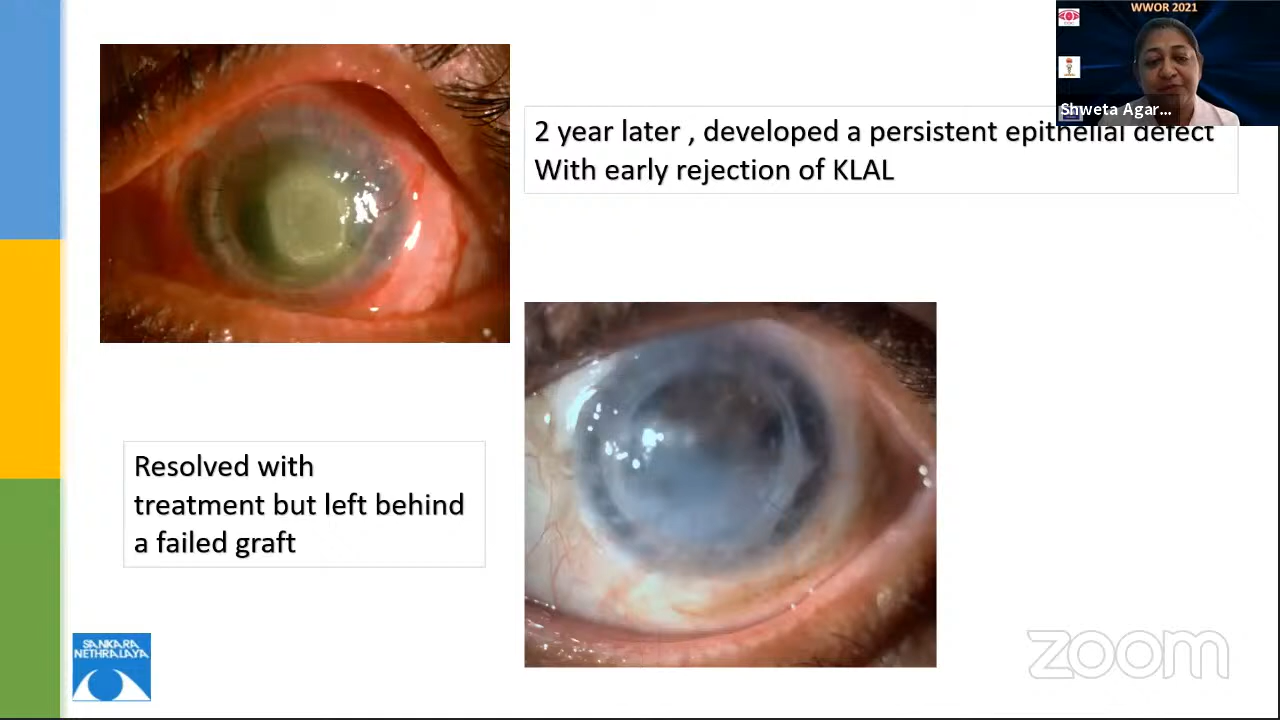 WWOR 2021
Shweta Agar...
2 year later , developed a persistent epithelial defect
With early rejection of KLAL
Resolved with
treatment but left behind
a failed graft
SANKARA
NETHRALAYA
zoom